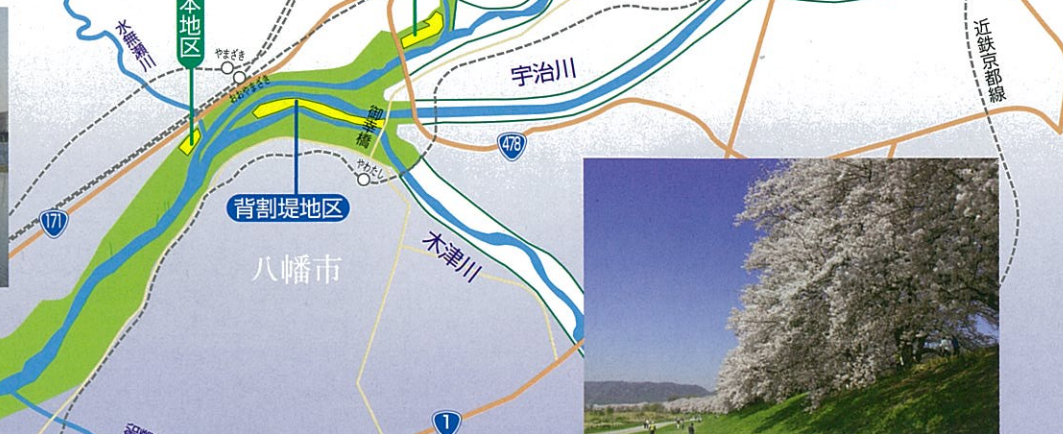 本地区
水無瀬川
やまざき
おおやまざき
宇治川
近鉄京都線
御幸橋
478
やわたし
171
背割堤地区
木津川
八幡市
1